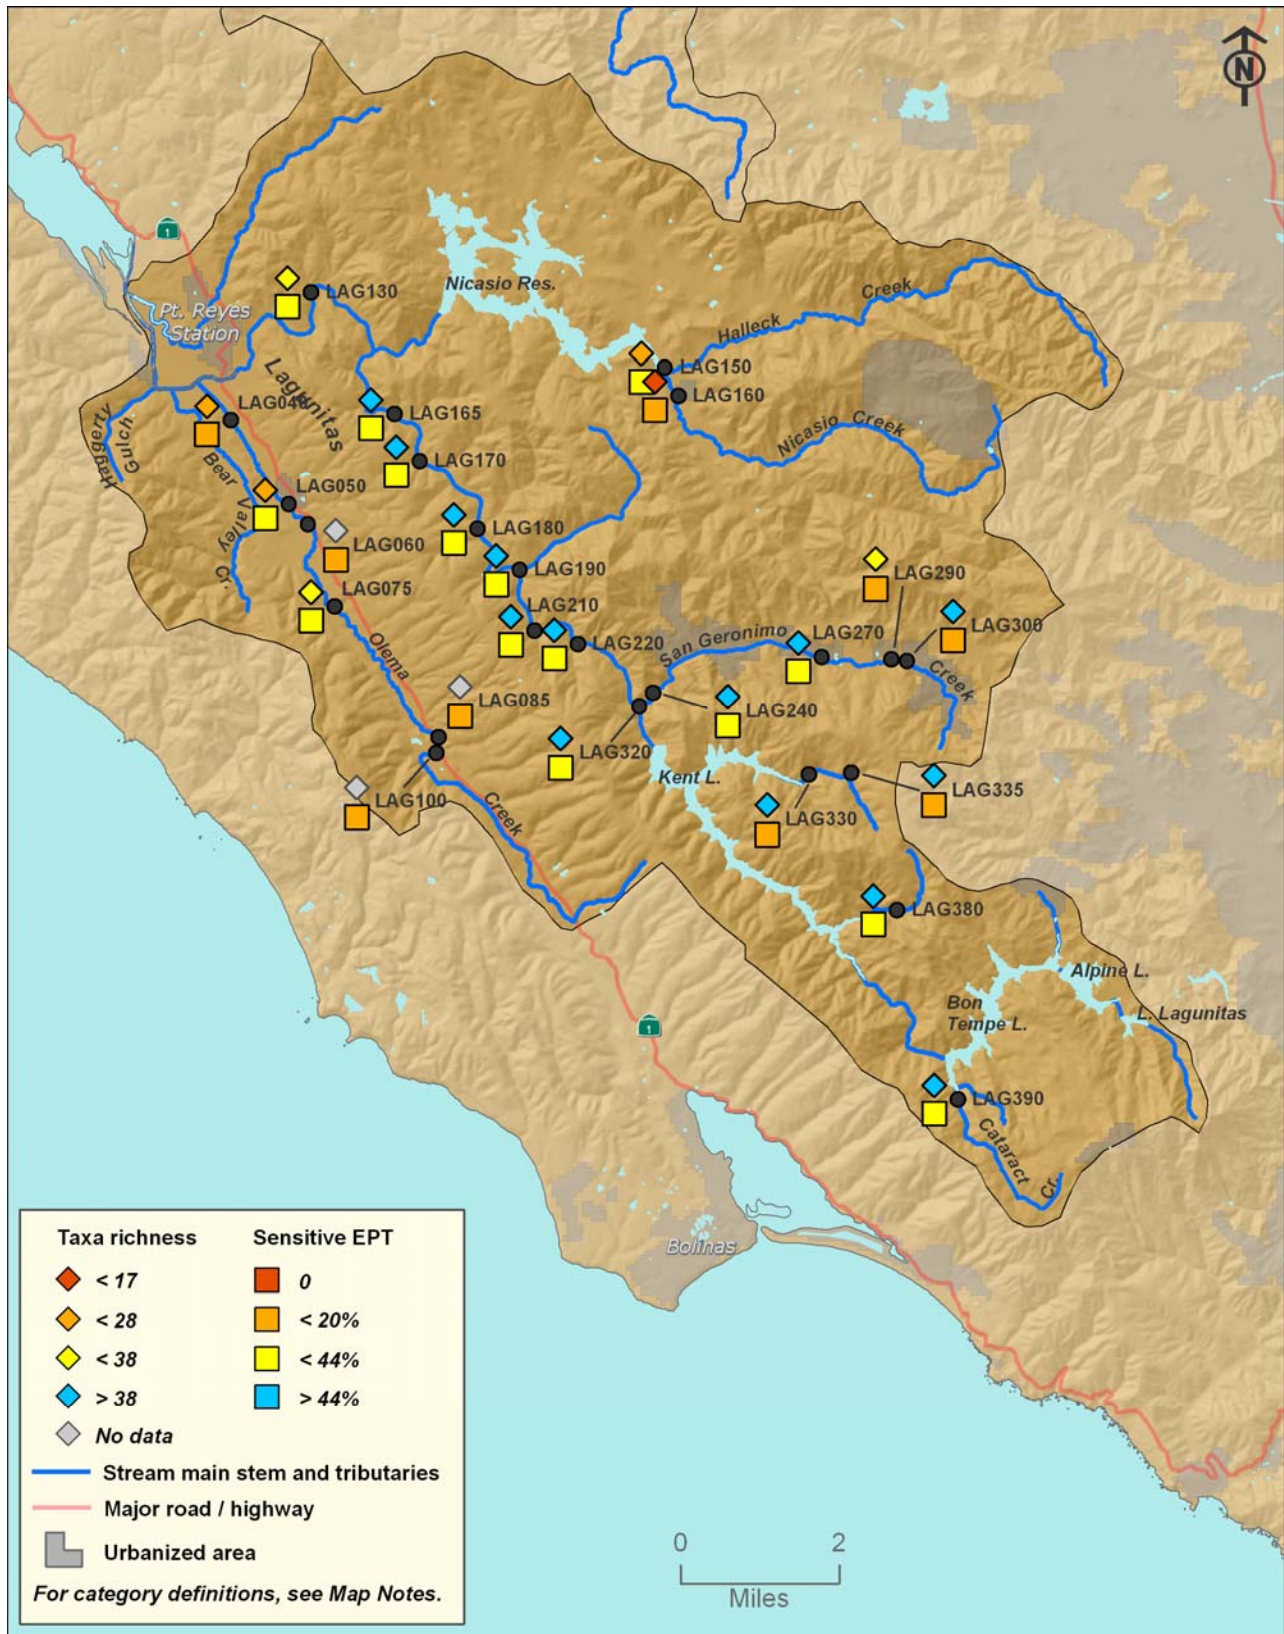 N
1
Pt. Reyes
Station
LAG130
Nicasio Res.
Halleck
Creek
LAG150
LAG160
Nicasio Creek
Lagunitas
Haggerty
Gulch
Bear
Valley
Cr.
LAG165
LAG170
LAG050
LAG060
LAG075
LAG180
LAG190
LAG210
LAG220
San Geronimo
Creek
LAG270
LAG290
LAG300
LAG240
LAG320
Olema
Creek
LAG085
LAG100
Kent L.
LAG330
LAG335
LAG380
Alpine L.
Bon
Tempe L.
L. Lagunitas
LAG390
Cataract
Cr.
1
Bolinas
Taxa richness
Sensitive EPT
< 17
0
< 28
< 20%
< 38
< 44%
> 38
> 44%
No data
Stream main stem and tributaries
Major road / highway
Urbanized area
For category definitions, see Map Notes.
0
2
Miles